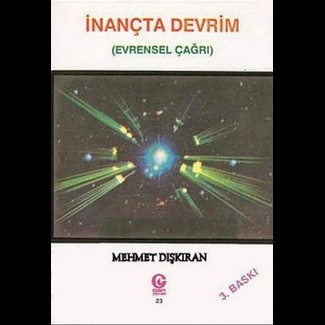 İNANÇTA DEVRİM
(EVRENSEL ÇAĞRI)
MEHMET DIŞKIRAN
3. BASKI
23